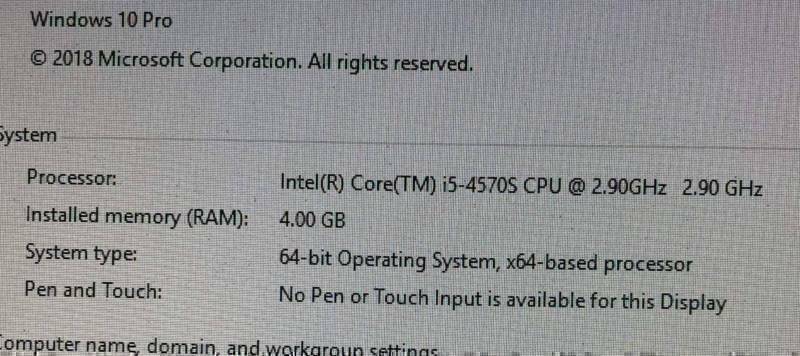 Windows 10 Pro
© 2018 Microsoft Corporation. All rights reserved.
System
Processor: Intel(R) Core(TM) i5-4570S CPU @ 2.90GHz 2.90 GHz
Installed memory (RAM): 4.00 GB
System type: 64-bit Operating System, x64-based processor
Pen and Touch: No Pen or Touch Input is available for this Display
Computer name, domain, and workgroup settings